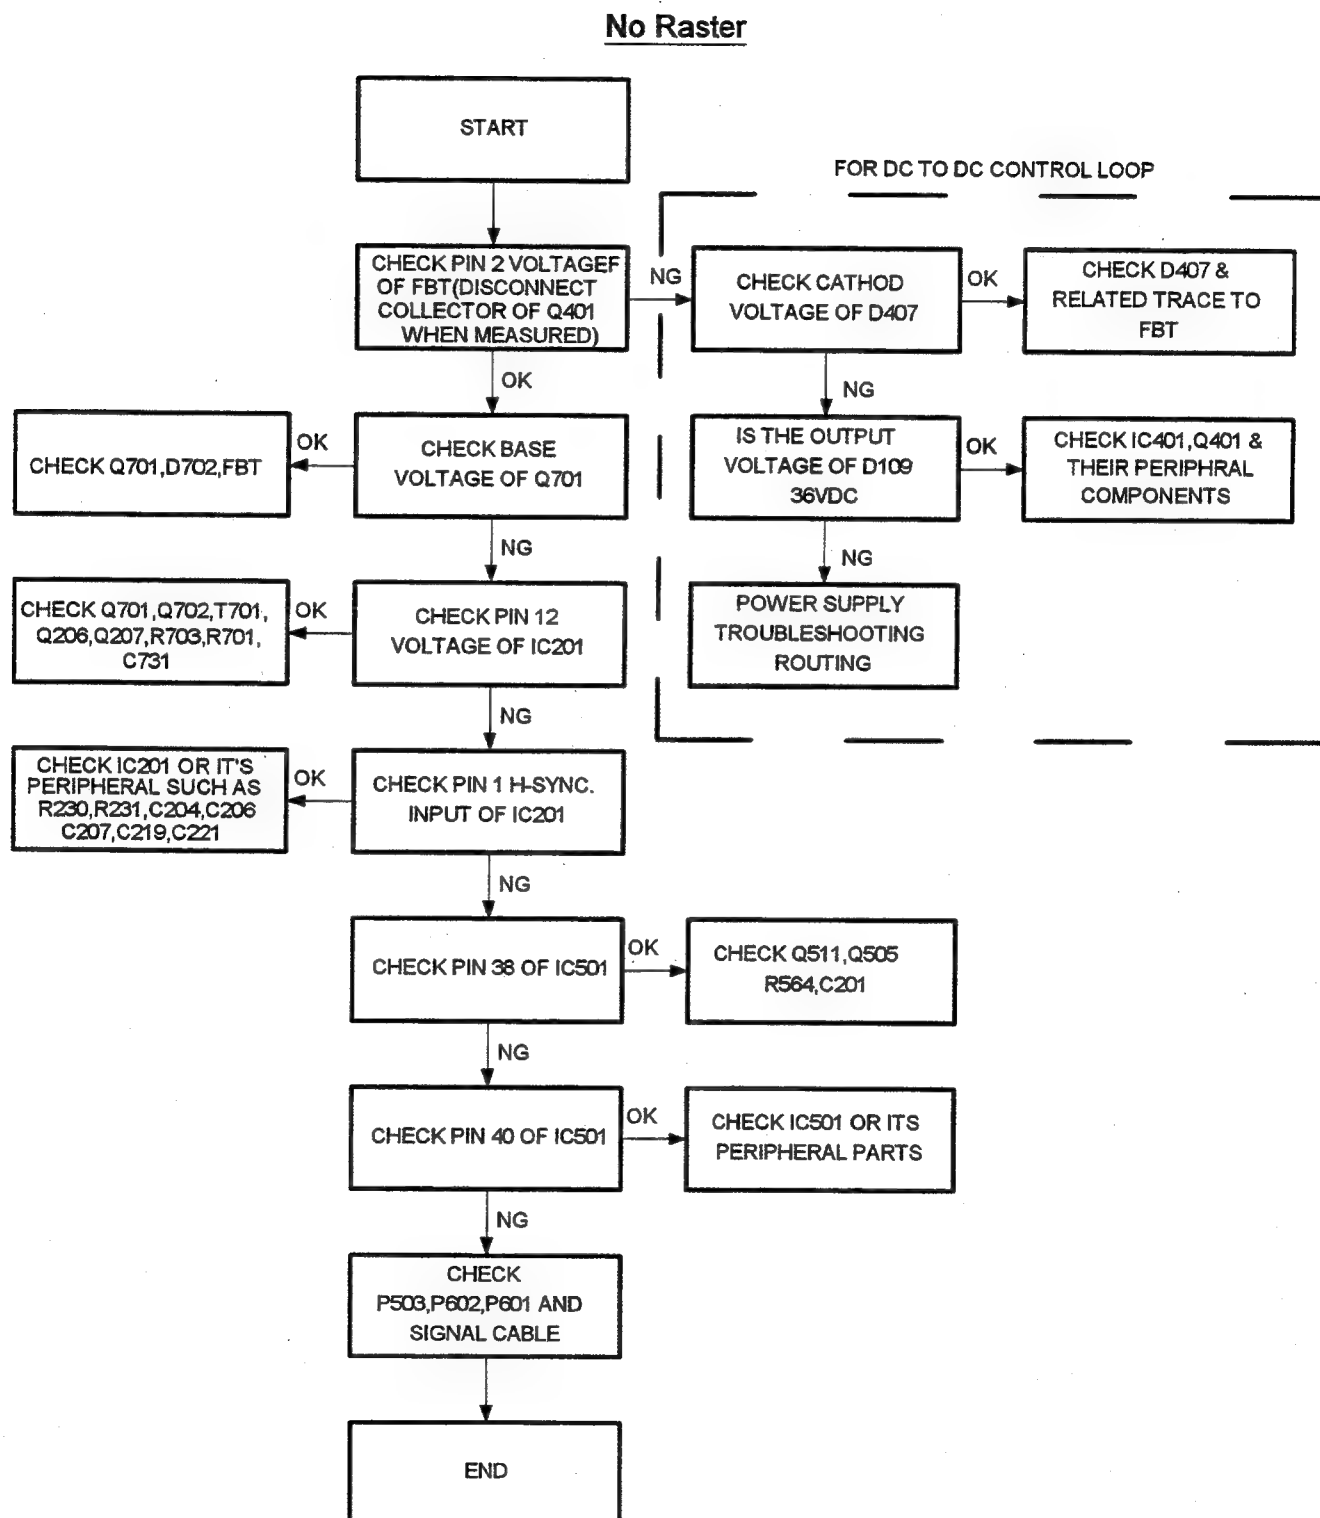 No Raster
START
FOR DC TO DC CONTROL LOOP
CHECK PIN 2 VOLTAGEF
OF FBT(DISCONNECT
COLLECTOR OF Q401
WHEN MEASURED)
NG
CHECK CATHOD
VOLTAGE OF D407
OK
CHECK D407 &
RELATED TRACE TO
FBT
OK
NG
CHECK Q701,D702,FBT
OK
CHECK BASE
VOLTAGE OF Q701
IS THE OUTPUT
VOLTAGE OF D109
36VDC
OK
CHECK IC401,Q401 &
THEIR PERIPHRAL
COMPONENTS
NG
NG
CHECK Q701,Q702,T701,
Q206,Q207,R703,R701,
C731
OK
CHECK PIN 12
VOLTAGE OF IC201
POWER SUPPLY
TROUBLESHOOTING
ROUTING
NG
CHECK IC201 OR IT'S
PERIPHERAL SUCH AS
R230,R231,C204,C206
C207,C219,C221
OK
CHECK PIN 1 H-SYNC.
INPUT OF IC201
NG
CHECK PIN 38 OF IC501
OK
CHECK Q511,Q505
R564,C201
NG
CHECK PIN 40 OF IC501
OK
CHECK IC501 OR ITS
PERIPHERAL PARTS
NG
CHECK
P503,P602,P601 AND
SIGNAL CABLE
END